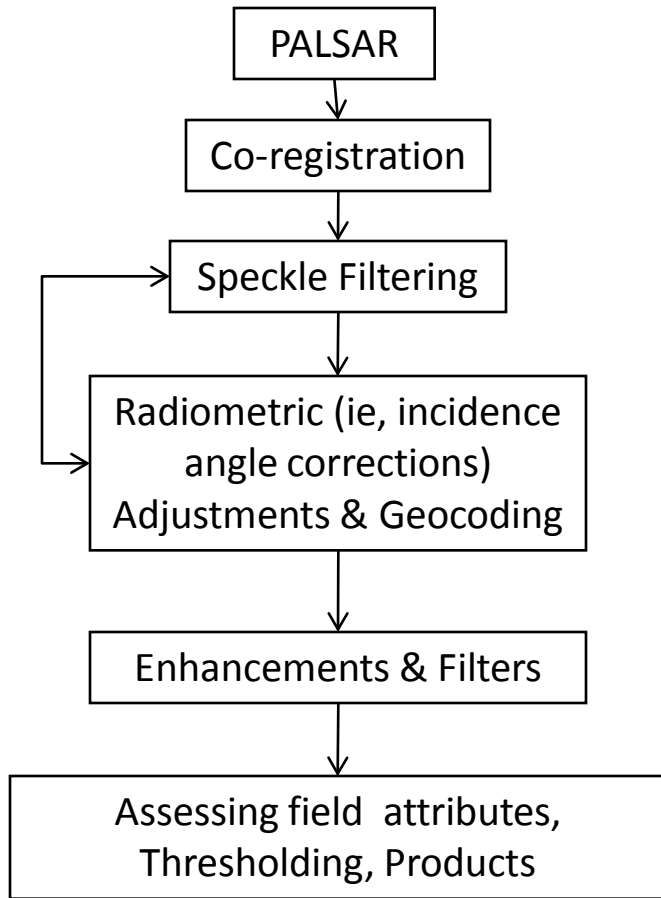 PALSAR
Co-registration
Speckle Filtering
Radiometric (ie, incidence
angle corrections)
Adjustments & Geocoding
Enhancements & Filters
Assessing field attributes,
Thresholding, Products